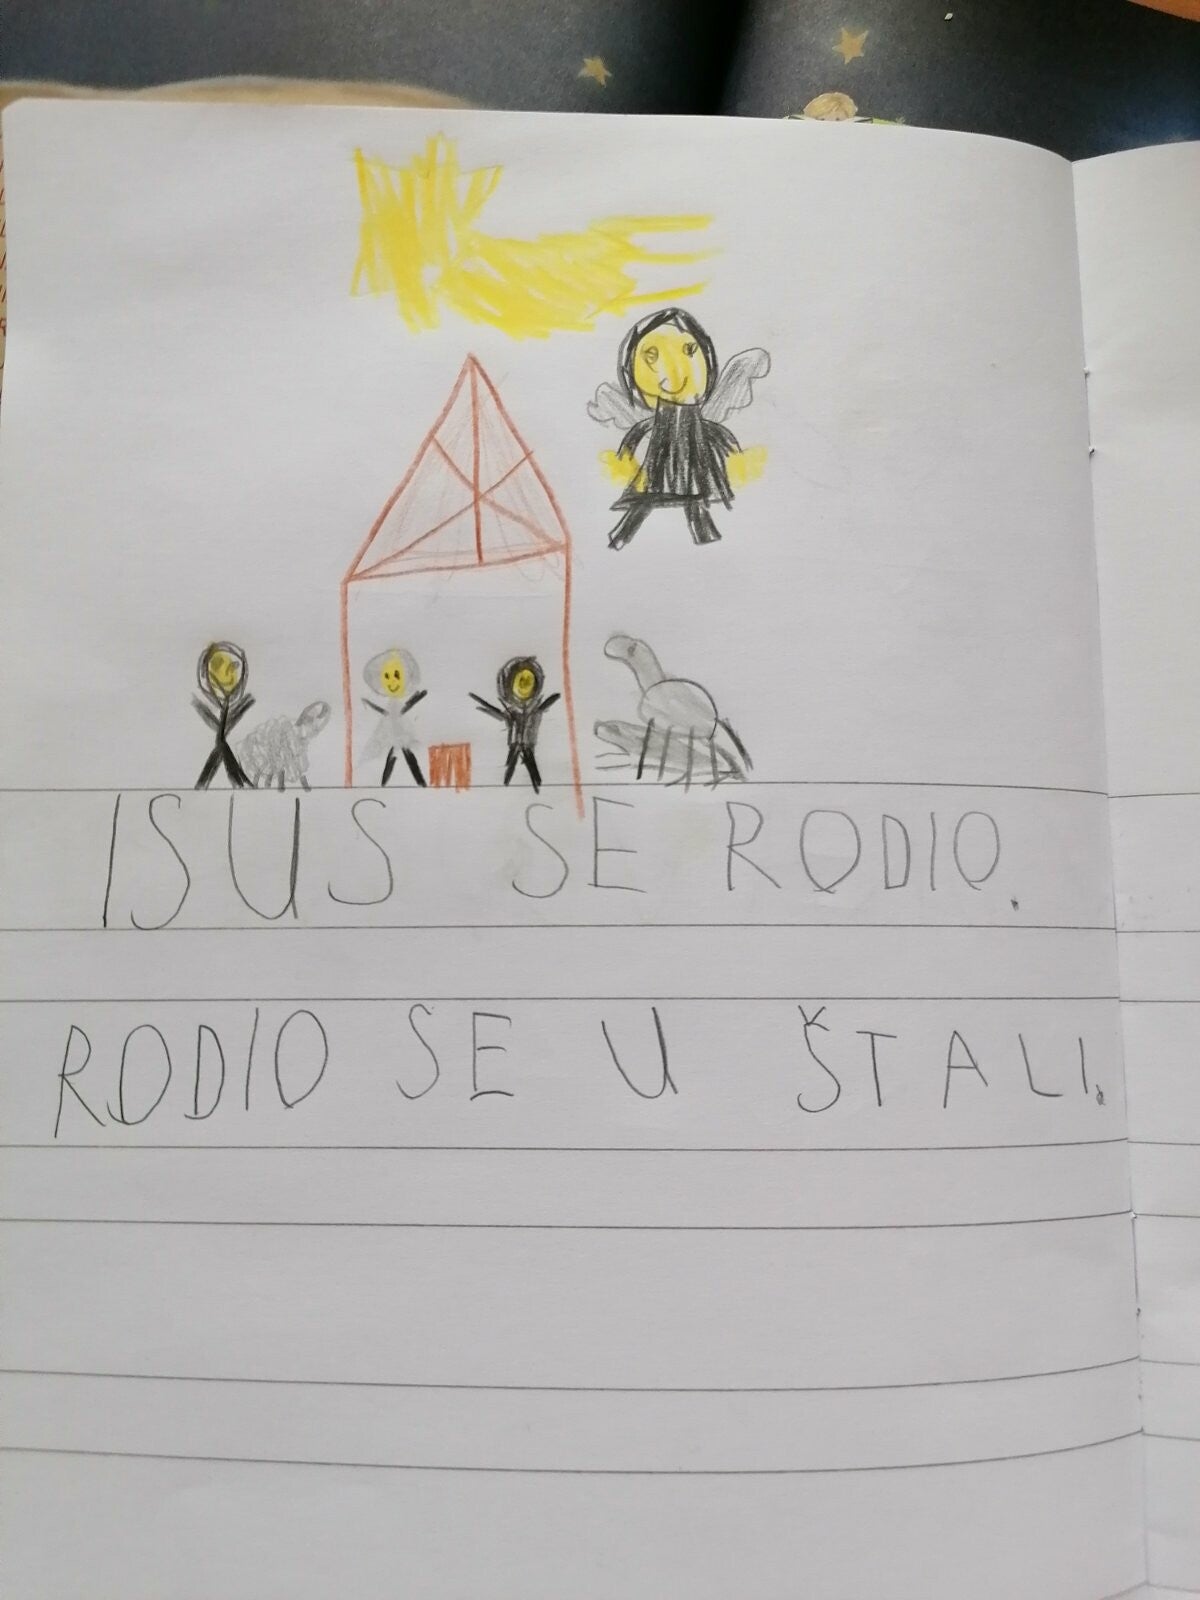 ISUS SE RODIO.
RODIO SE U ŠTALI.